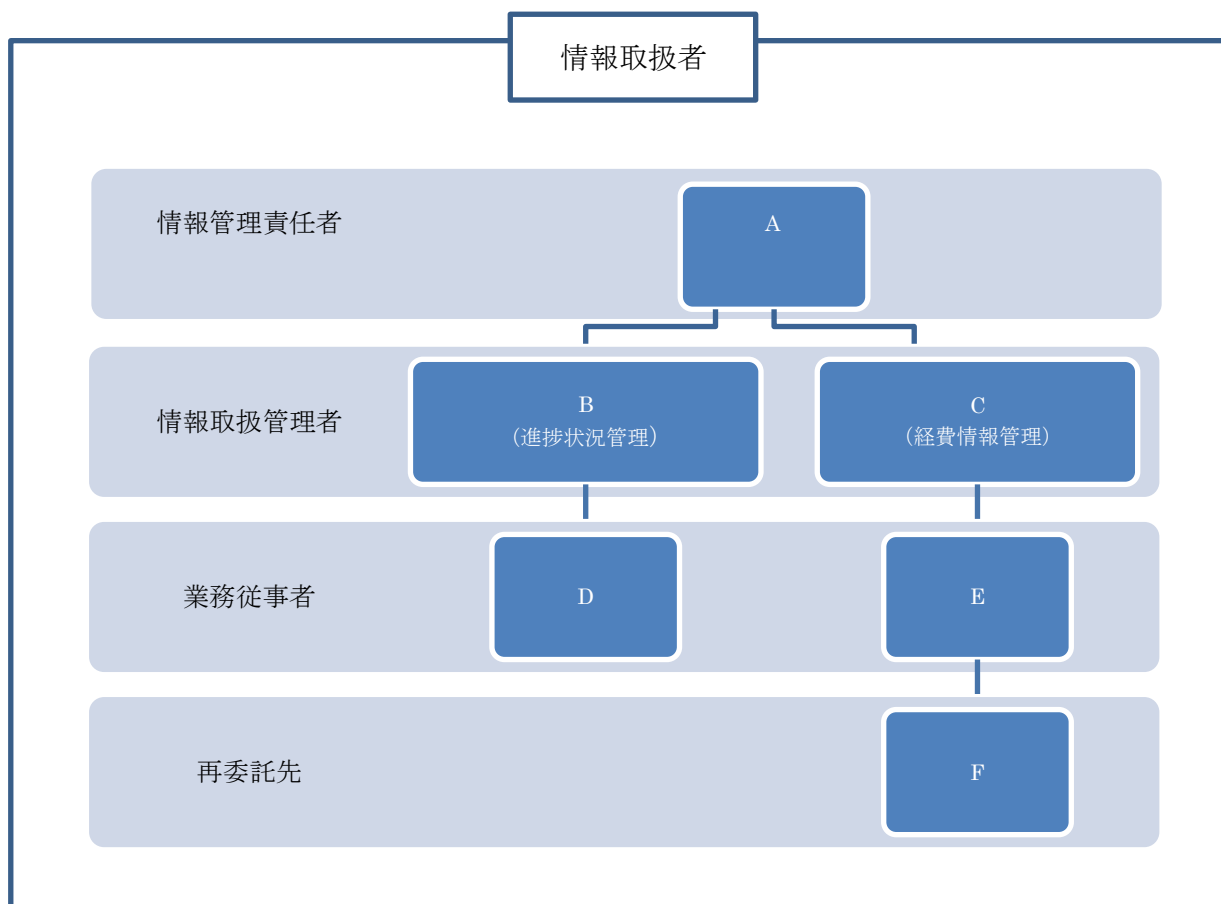 情報取扱者
情報管理責任者
A
情報取扱管理者
B
（進捗状況管理）
C
（経費情報管理）
業務従事者
D
E
再委託先
F